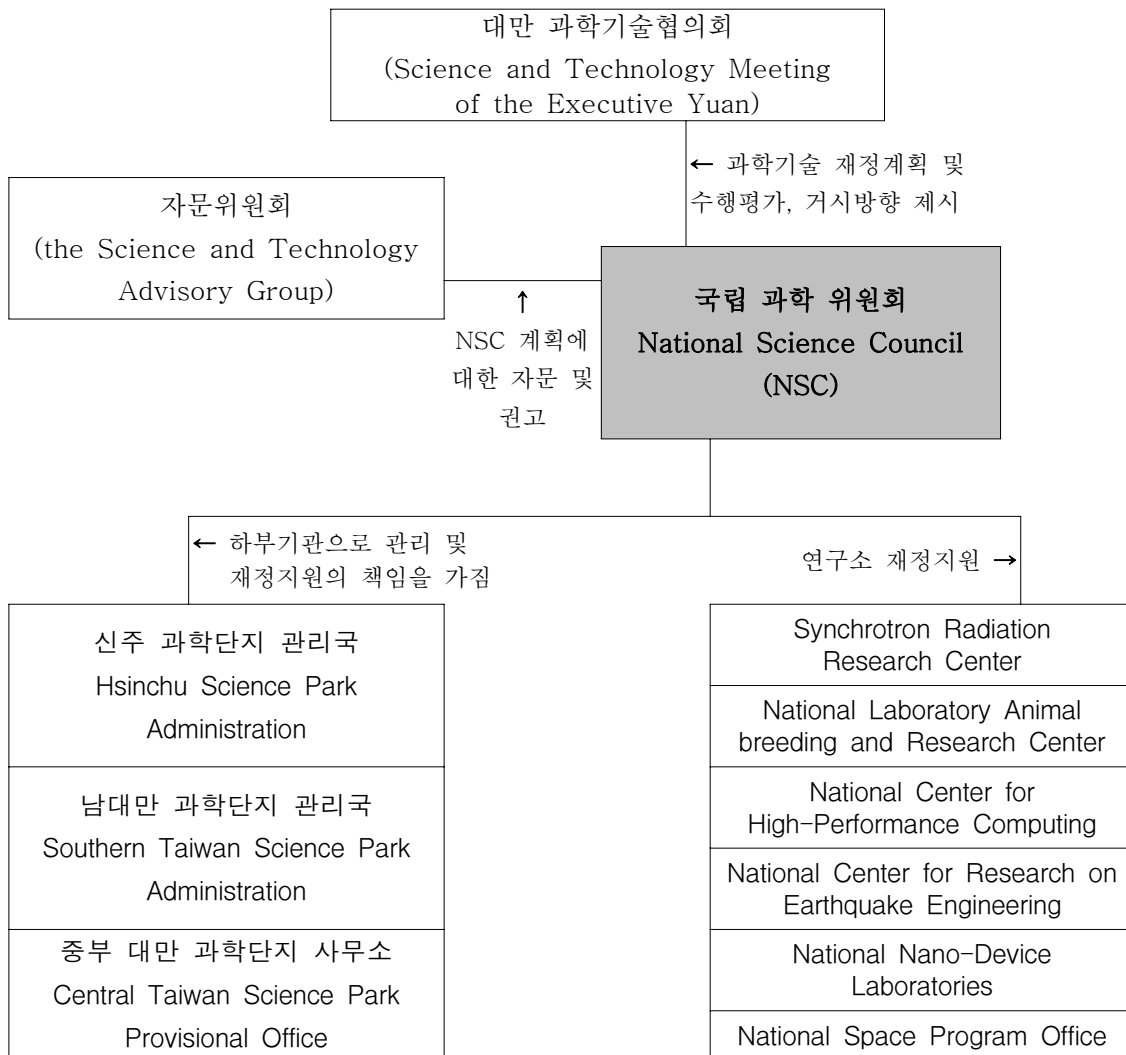 대만 과학기술협의회
(Science and Technology Meeting
of the Executive Yuan)
← 과학기술 재정계획 및
수행평가, 거시방향 제시
자문위원회
(the Science and Technology
Advisory Group)
↑
NSC 계획에
대한 자문 및
권고
국립 과학 위원회
National Science Council
(NSC)
← 하부기관으로 관리 및
재정지원의 책임을 가짐
연구소 재정지원 →
신주 과학단지 관리국
Hsinchu Science Park
Administration
남대만 과학단지 관리국
Southern Taiwan Science Park
Administration
중부 대만 과학단지 사무소
Central Taiwan Science Park
Provisional Office
Synchrotron Radiation
Research Center
National Laboratory Animal
breeding and Research Center
National Center for
High-Performance Computing
National Center for Research on
Earthquake Engineering
National Nano-Device
Laboratories
National Space Program Office